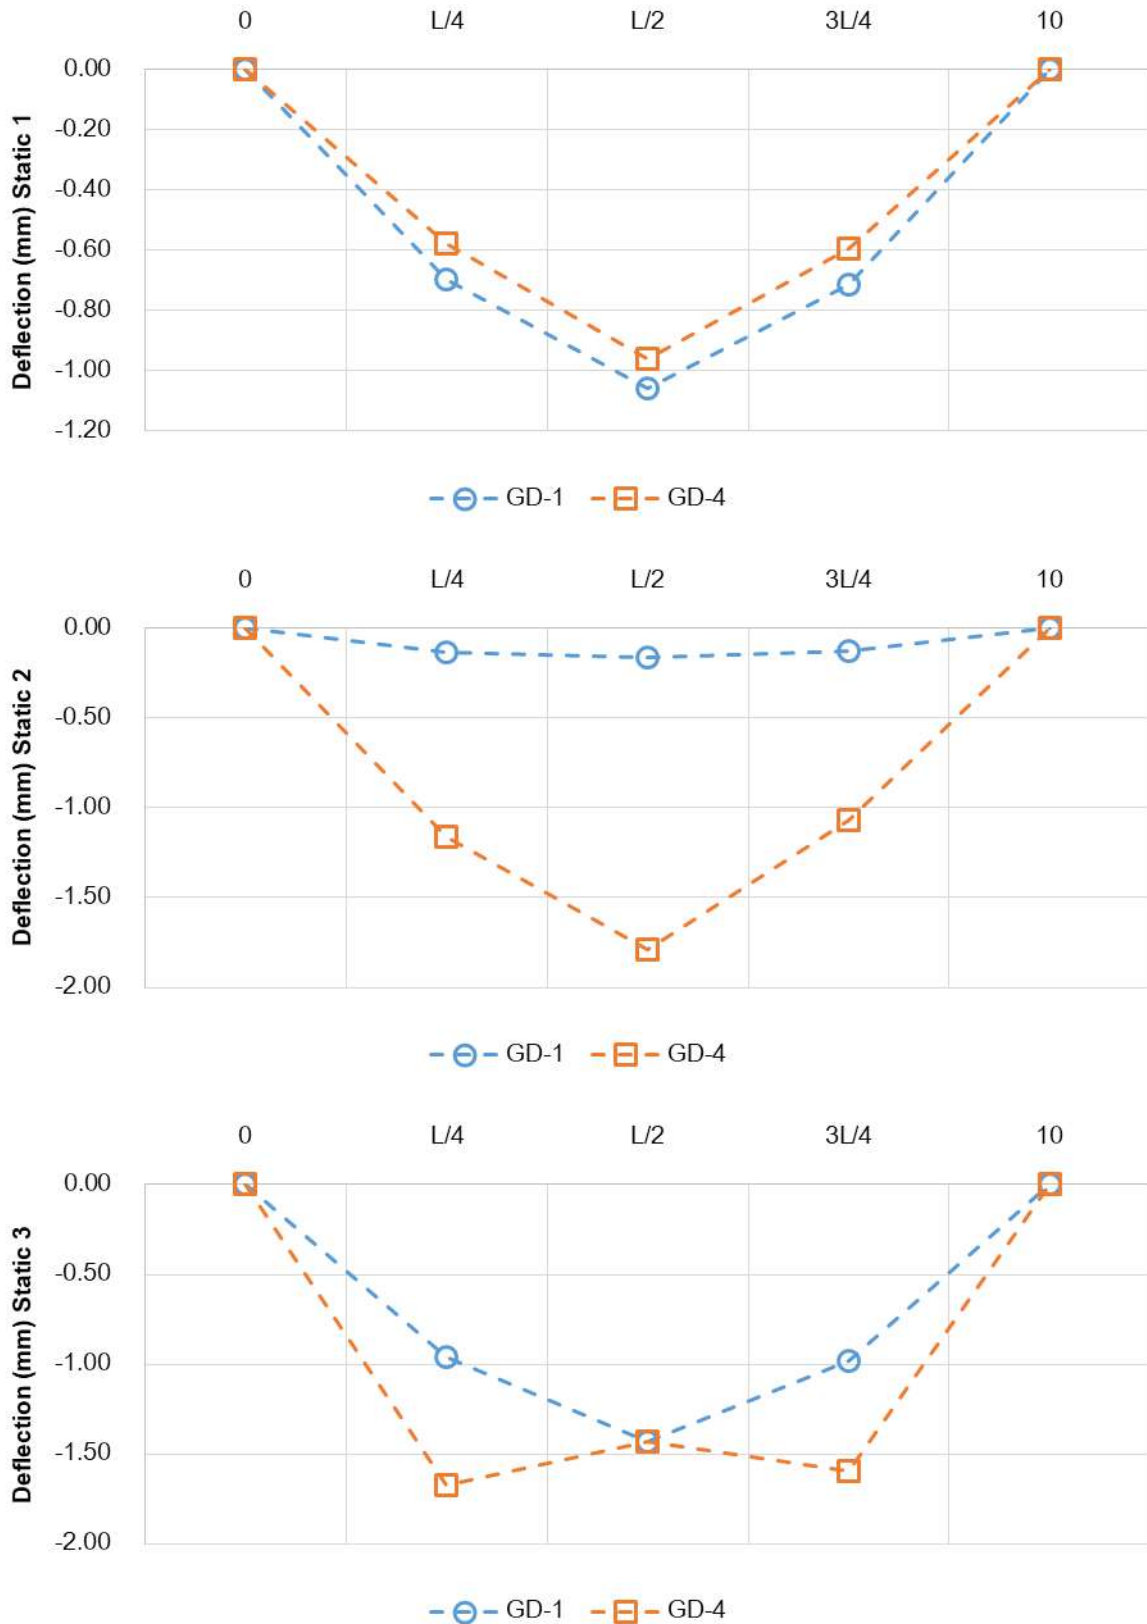 0 L/4 L/2 3L/4 10
Deflection (mm) Static 1
0.00
-0.20
-0.40
-0.60
-0.80
-1.00
-1.20
GD-1 GD-4
0 L/4 L/2 3L/4 10
Deflection (mm) Static 2
0.00
-0.50
-1.00
-1.50
-2.00
GD-1 GD-4
0 L/4 L/2 3L/4 10
Deflection (mm) Static 3
0.00
-0.50
-1.00
-1.50
-2.00
GD-1 GD-4